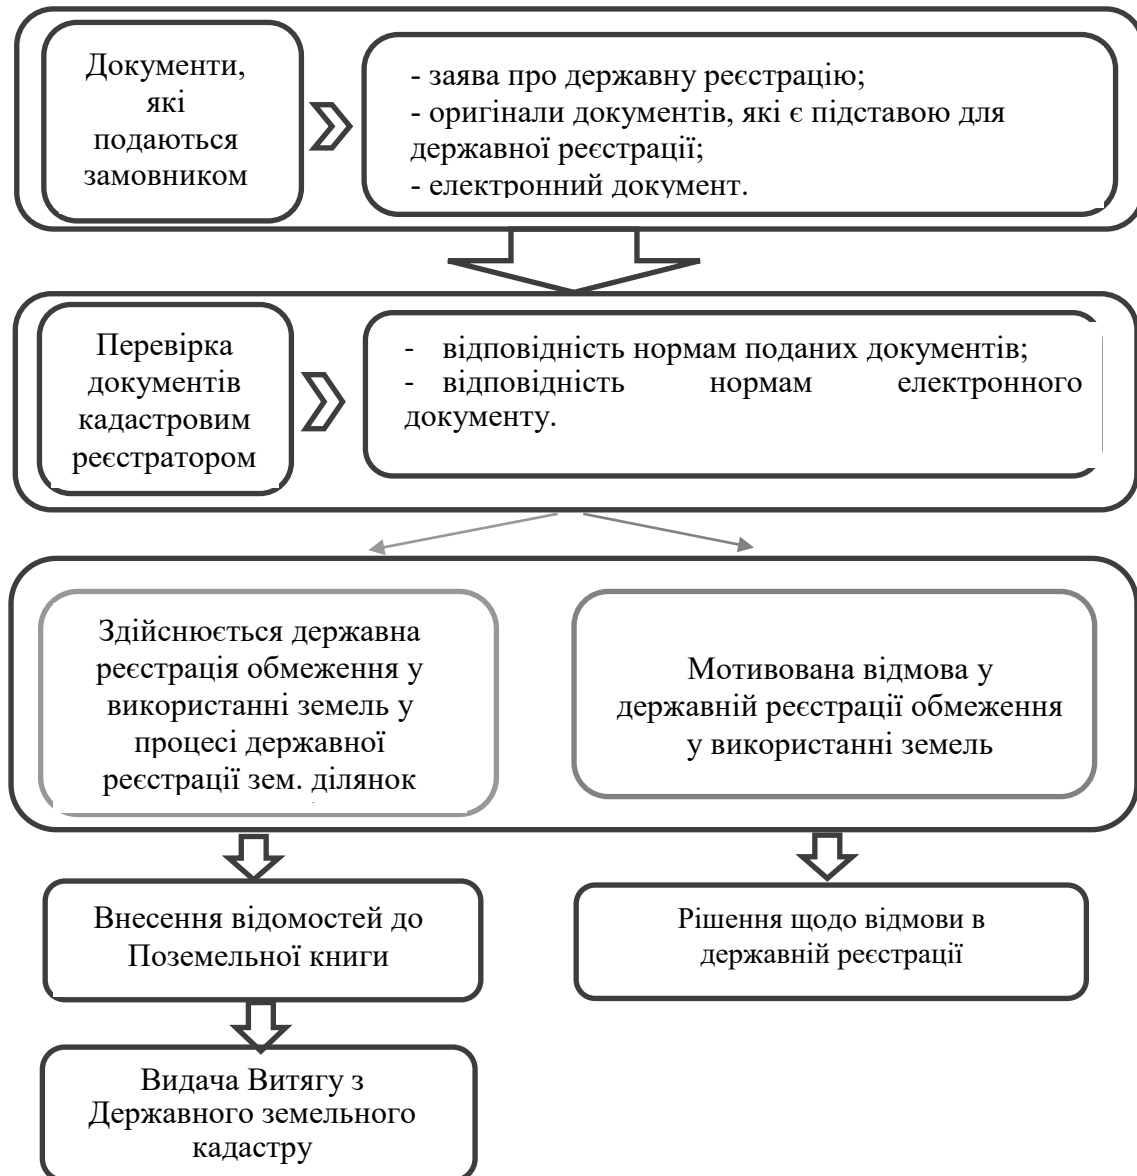 Документи,
які
подаються
замовником
- заява про державну реєстрацію;
- оригінали документів, які є підставою для
державної реєстрації;
- електронний документ.
Перевірка
документів
кадастровим
реєстратором
- відповідність нормам поданих документів;
- відповідність нормам електронного
документу.
Здійснюється державна
реєстрація обмеження у
використанні земель у
процесі державної
реєстрації зем. ділянок
Мотивована відмова у
державній реєстрації обмеження
у використанні земель
Внесення відомостей до
Поземельної книги
Рішення щодо відмови в
державній реєстрації
Видача Витягу з
Державного земельного
кадастру